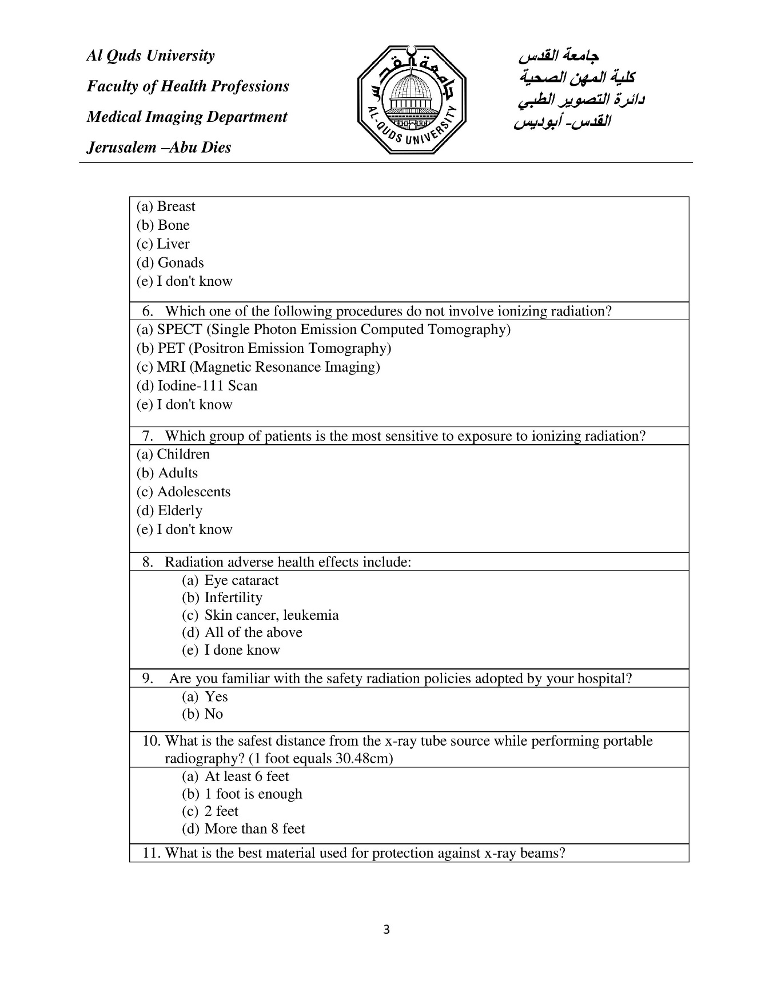 Al Quds University
Faculty of Health Professions
Medical Imaging Department
Jerusalem –Abu Dies
جامعة القدس
AL-QUDS UNIVERSITY
جامعة القدس
كلية المهن الصحية
دائرة التصوير الطبي
القدس- أبوديس
(a) Breast
(b) Bone
(c) Liver
(d) Gonads
(e) I don't know
6. Which one of the following procedures do not involve ionizing radiation?
(a) SPECT (Single Photon Emission Computed Tomography)
(b) PET (Positron Emission Tomography)
(c) MRI (Magnetic Resonance Imaging)
(d) Iodine-111 Scan
(e) I don't know
7. Which group of patients is the most sensitive to exposure to ionizing radiation?
(a) Children
(b) Adults
(c) Adolescents
(d) Elderly
(e) I don't know
8. Radiation adverse health effects include:
(a) Eye cataract
(b) Infertility
(c) Skin cancer, leukemia
(d) All of the above
(e) I done know
9. Are you familiar with the safety radiation policies adopted by your hospital?
(a) Yes
(b) No
10. What is the safest distance from the x-ray tube source while performing portable
radiography? (1 foot equals 30.48cm)
(a) At least 6 feet
(b) 1 foot is enough
(c) 2 feet
(d) More than 8 feet
11. What is the best material used for protection against x-ray beams?
3